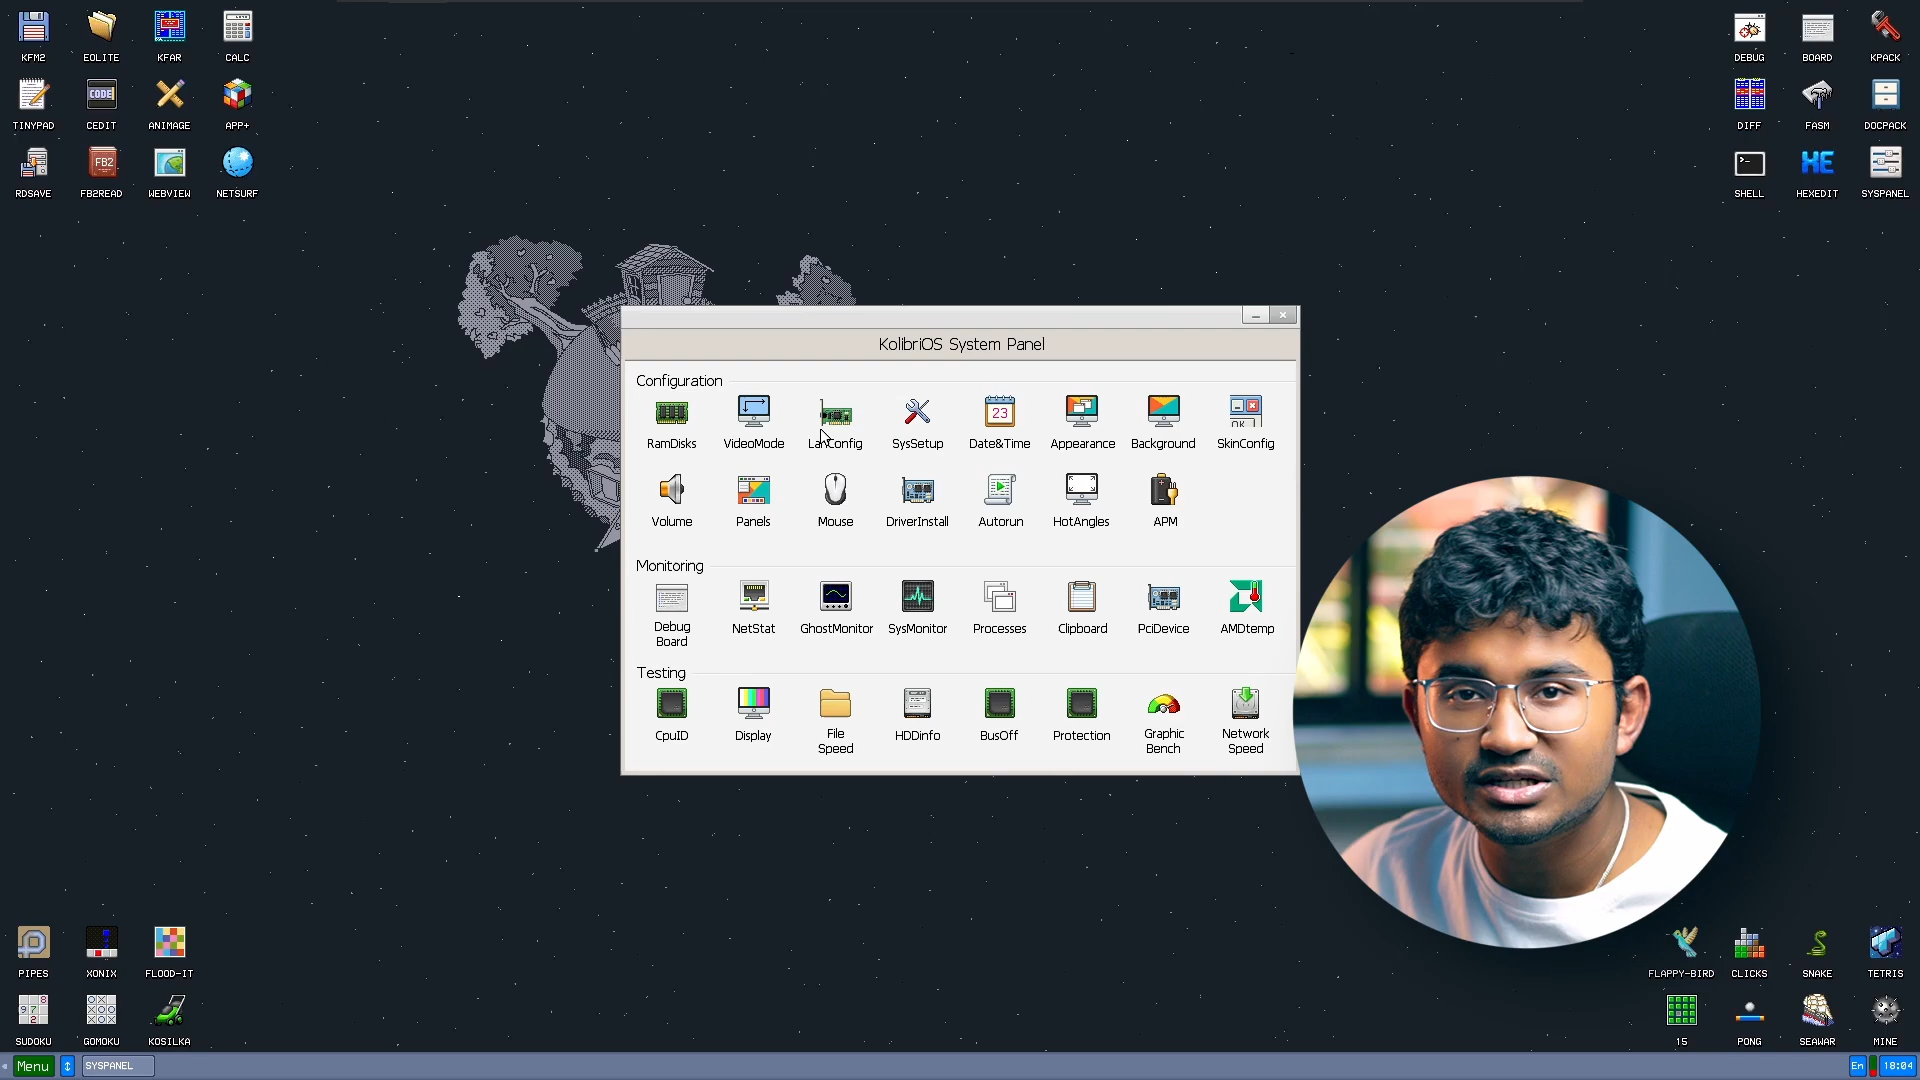 KFM2 EOLITE KFAR CALC
TINYPAD CEDIT ANIMAGE APP+
RDSAVE FB2READ WEBVIEW NETSURF
CODE
FB2
DEBUG BOARD KPACK
DIFF FASM DOCPACK
SHELL HEXEDIT SYSPANEL
HE
KolibriOS System Panel
Configuration
23
OK
RamDisks VideoMode LanConfig SysSetup Date&Time Appearance Background SkinConfig
Volume Panels Mouse DriverInstall Autorun HotAngles APM
Monitoring
Debug Board NetStat GhostMonitor SysMonitor Processes Clipboard PciDevice AMDtemp
Testing
CpuID Display File Speed HDDinfo BusOff Protection Graphic Bench Network Speed
PIPES XONIX FLOOD-IT
SUDOKU GOMOKU KOSILKA
FLAPPY-BIRD CLICKS SNAKE TETRIS
15 PONG SEAWAR MINE
Menu SYSPANEL En 18:04